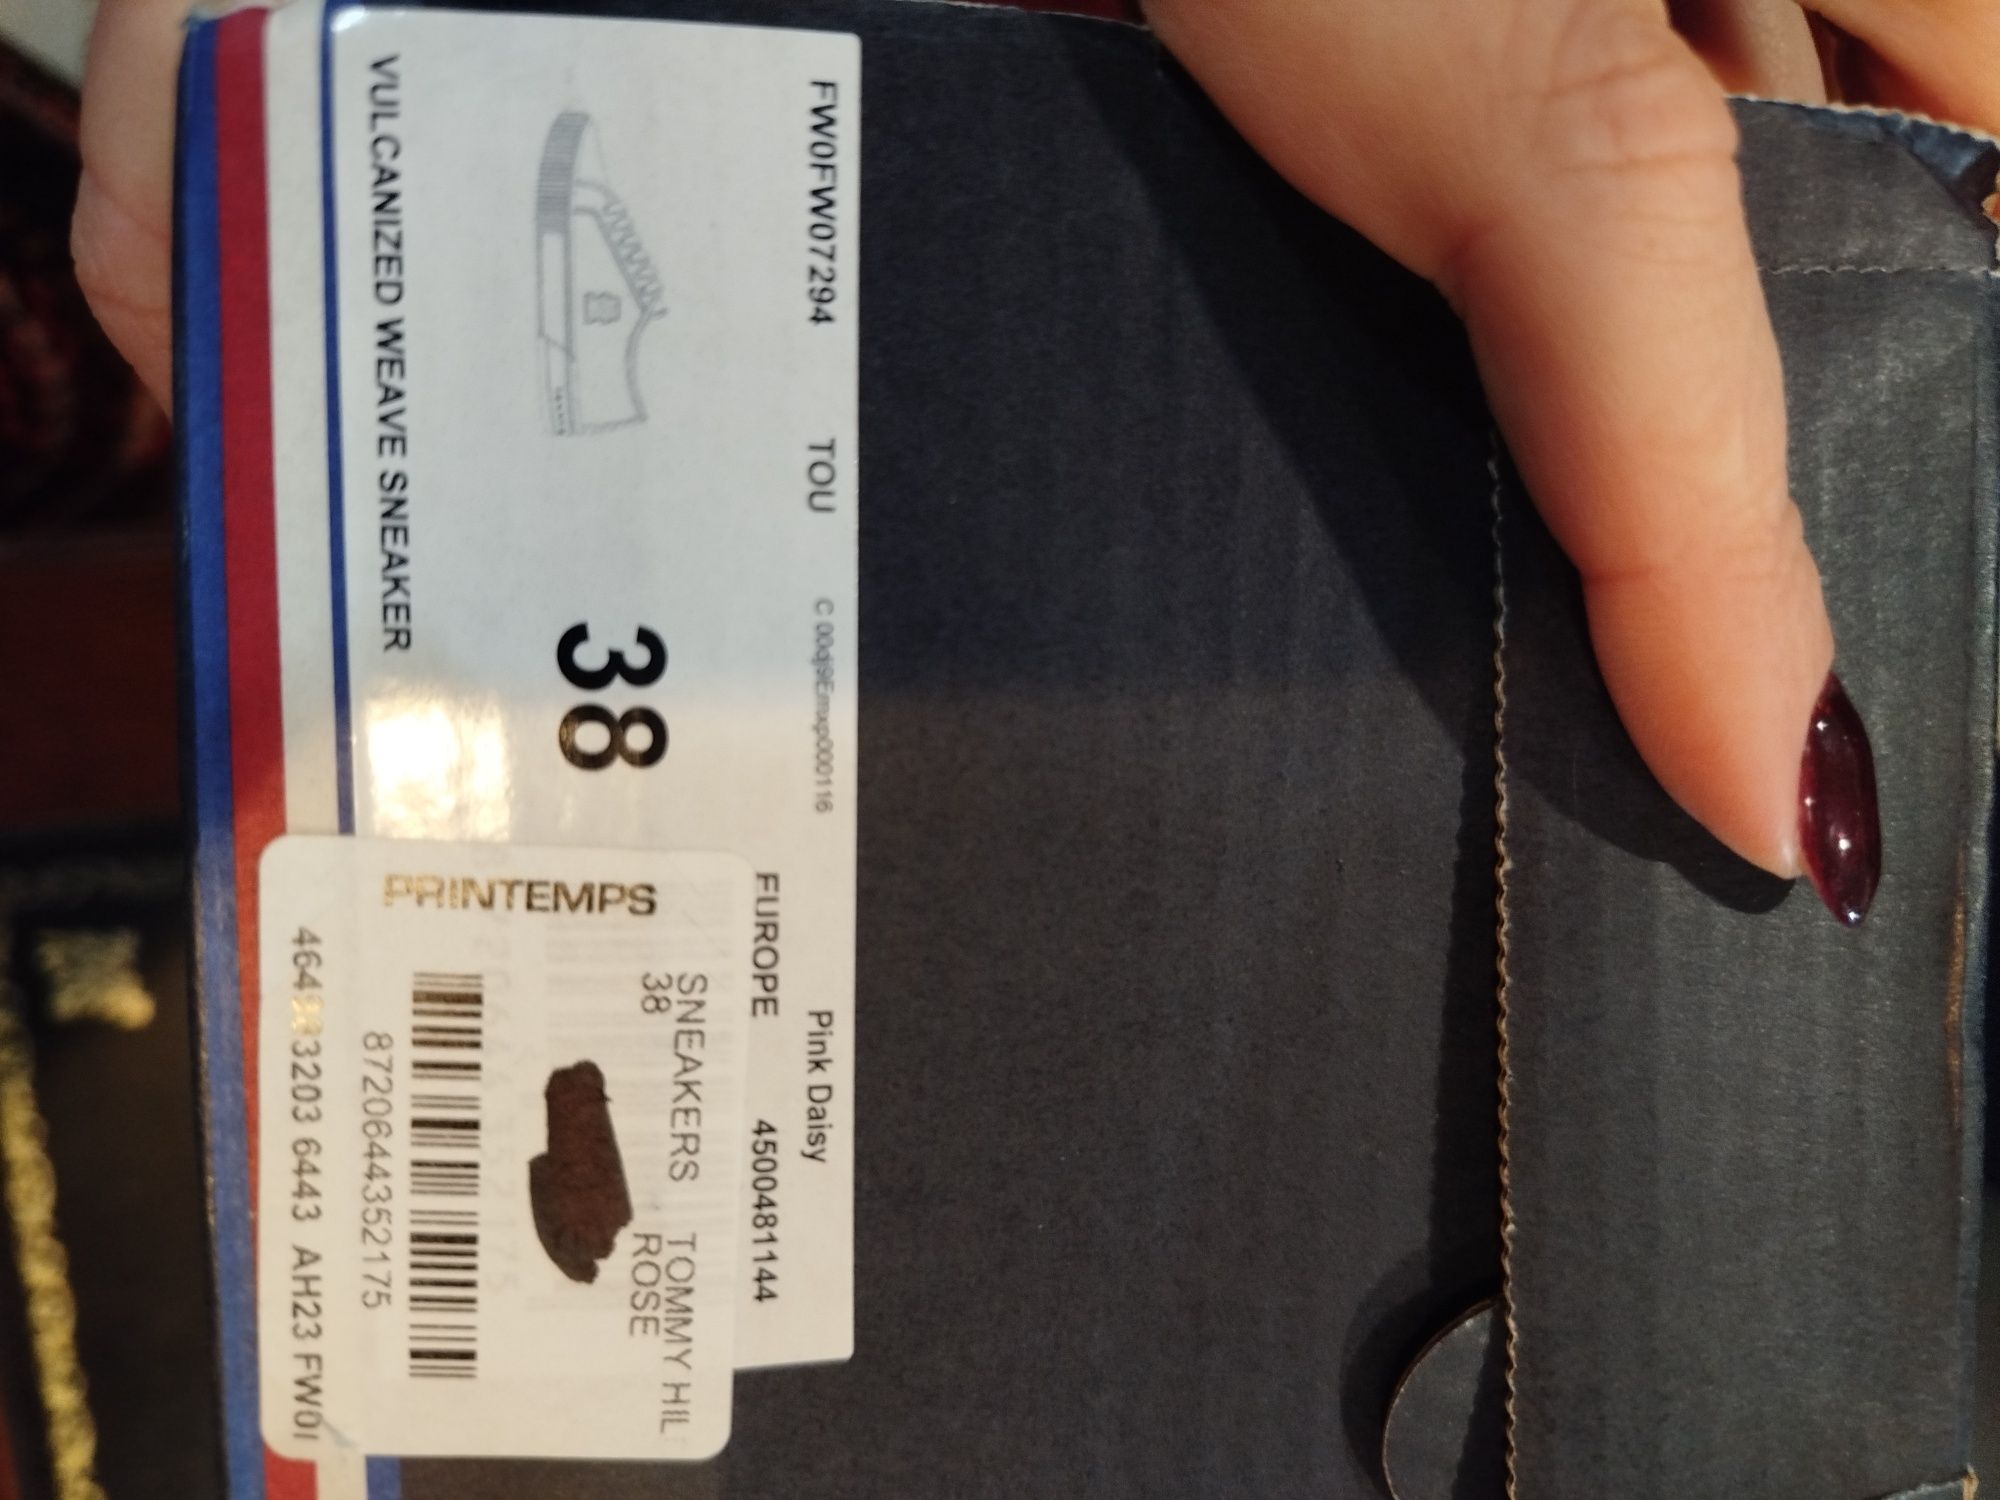 FW0FW07294 TOU C 00qj9Emxp000116 Pink Daisy
EUROPE 4500481144
38
VULCANIZED WEAVE SNEAKER
SNEAKERS TOMMY HIL
38 ROSE
PRINTEMPS
8720644352175
3203 6443 AH23